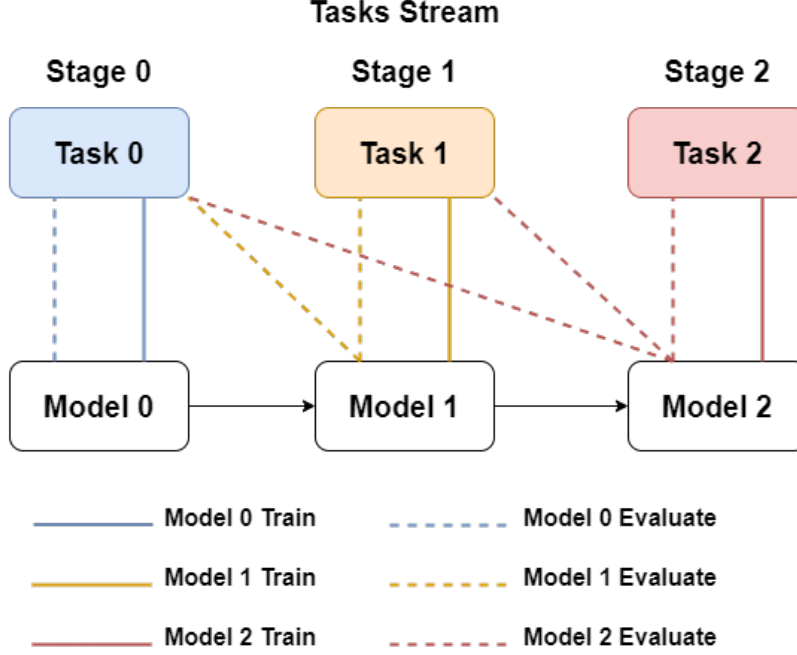 Tasks Stream
Stage 0 Stage 1 Stage 2
Task 0 Task 1 Task 2
Model 0 Model 1 Model 2
Model 0 Train Model 0 Evaluate
Model 1 Train Model 1 Evaluate
Model 2 Train Model 2 Evaluate